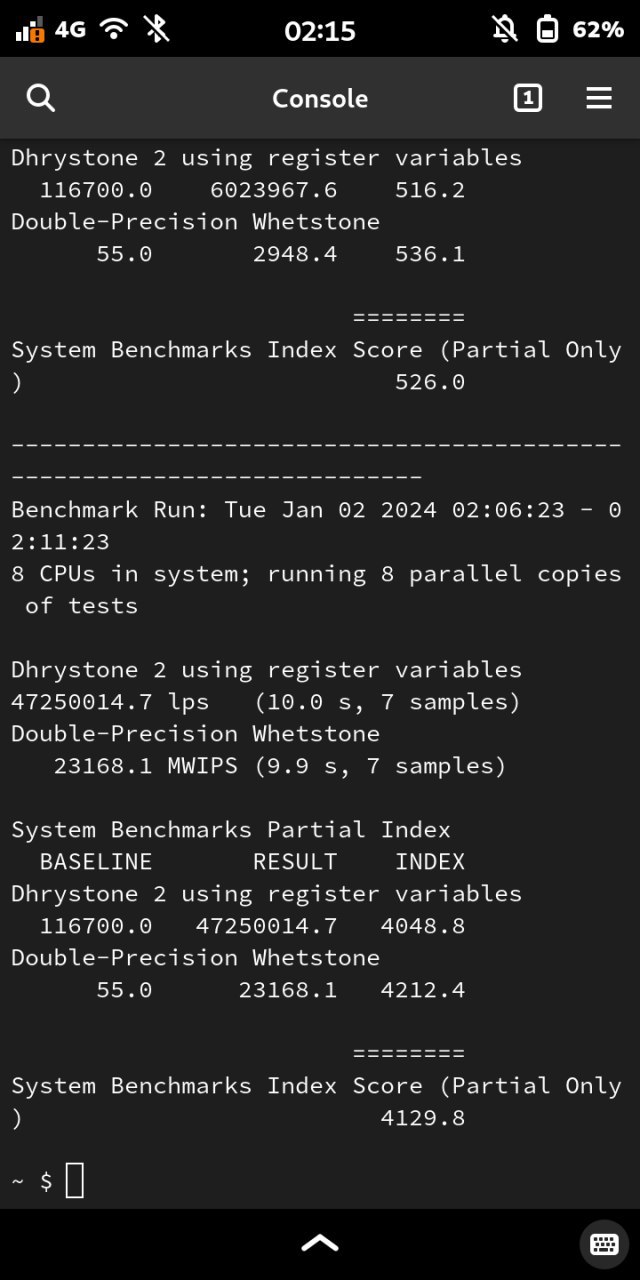 4G 02:15 62%
Console 1
Dhrystone 2 using register variables
  116700.0    6023967.6    516.2
Double-Precision Whetstone
      55.0       2948.4    536.1
                        ========
System Benchmarks Index Score (Partial Only
)                          526.0
-------------------------------------------
-----------------------------
Benchmark Run: Tue Jan 02 2024 02:06:23 - 0
2:11:23
8 CPUs in system; running 8 parallel copies
 of tests
Dhrystone 2 using register variables
47250014.7 lps   (10.0 s, 7 samples)
Double-Precision Whetstone
   23168.1 MWIPS (9.9 s, 7 samples)
System Benchmarks Partial Index
  BASELINE       RESULT    INDEX
Dhrystone 2 using register variables
  116700.0   47250014.7   4048.8
Double-Precision Whetstone
      55.0      23168.1   4212.4
                        ========
System Benchmarks Index Score (Partial Only
)                         4129.8
~ $